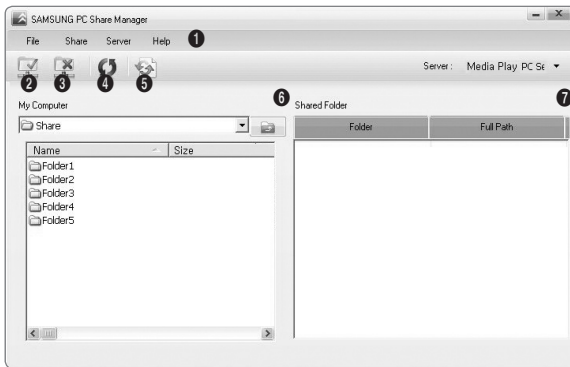 SAMSUNG PC Share Manager
File Share Server Help 1
2 3 4 5
Server : Media Play PC Se
My Computer
6
Shared Folder
7
Share
Folder Full Path
Name Size
Folder1
Folder2
Folder3
Folder4
Folder5